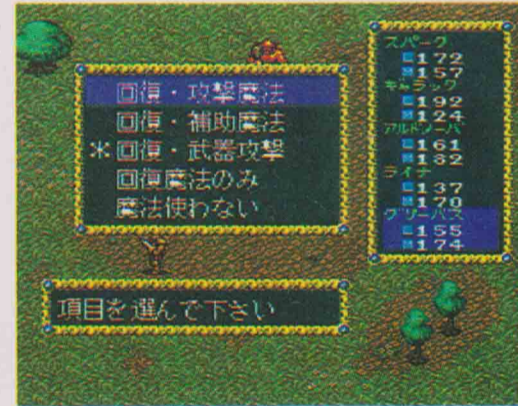 回復・攻撃魔法
回復・補助魔法
*回復・武器攻撃
回復魔法のみ
魔法使わない
項目を選んで下さい
スパーク
172
157
キャラック
192
124
161
132
ライナ
137
170
グリーバス
155
174